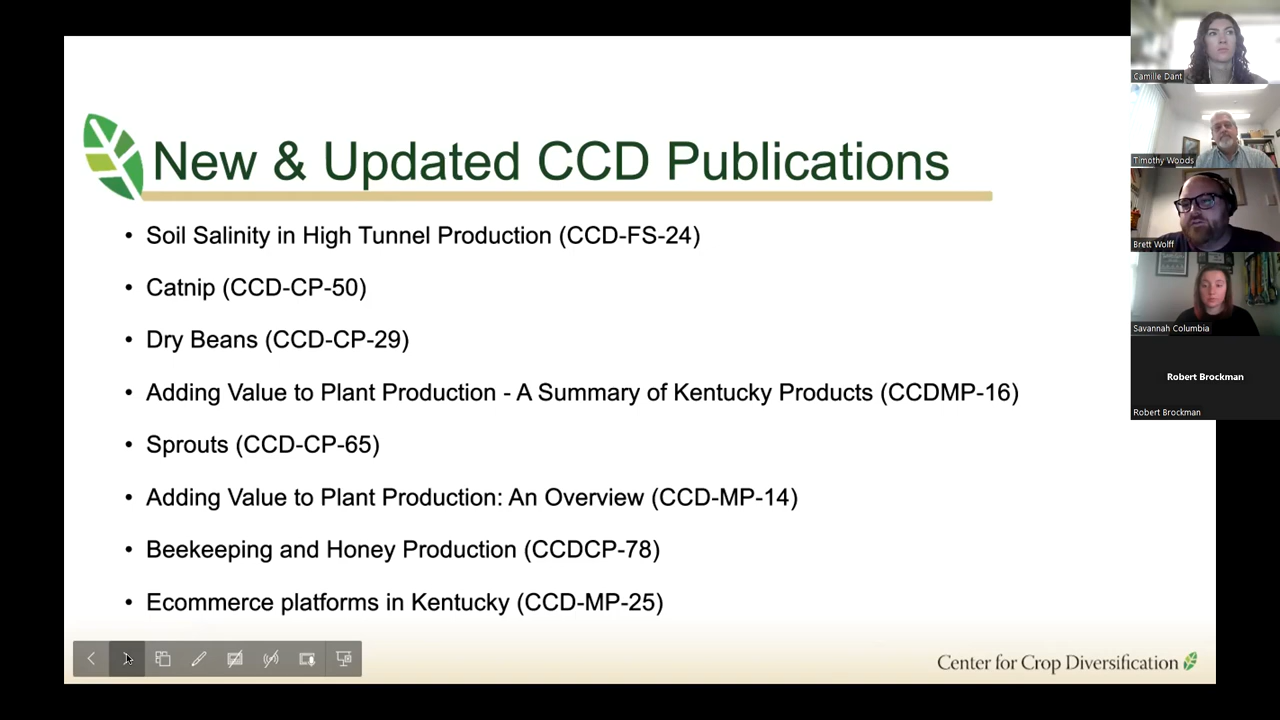 New & Updated CCD Publications
• Soil Salinity in High Tunnel Production (CCD-FS-24)
• Catnip (CCD-CP-50)
• Dry Beans (CCD-CP-29)
• Adding Value to Plant Production - A Summary of Kentucky Products (CCDMP-16)
• Sprouts (CCD-CP-65)
• Adding Value to Plant Production: An Overview (CCD-MP-14)
• Beekeeping and Honey Production (CCDCP-78)
• Ecommerce platforms in Kentucky (CCD-MP-25)
Center for Crop Diversification
Camille Dant
Timothy Woods
Brett Wolff
Savannah Columbia
Robert Brockman
Robert Brockman